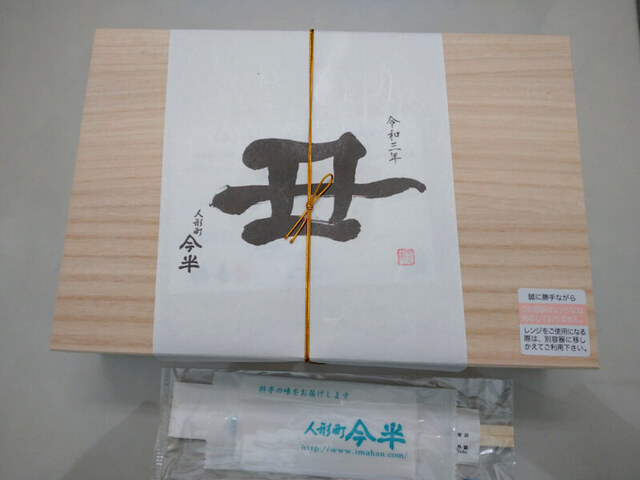 令和三年
丑
人形町
今半
誠に勝手ながら
レンジをご使用になる
際は、別容器に移し
かえてご利用下さい。
料亭の味をお届けします
人形町今半
http://www.imahan.com/